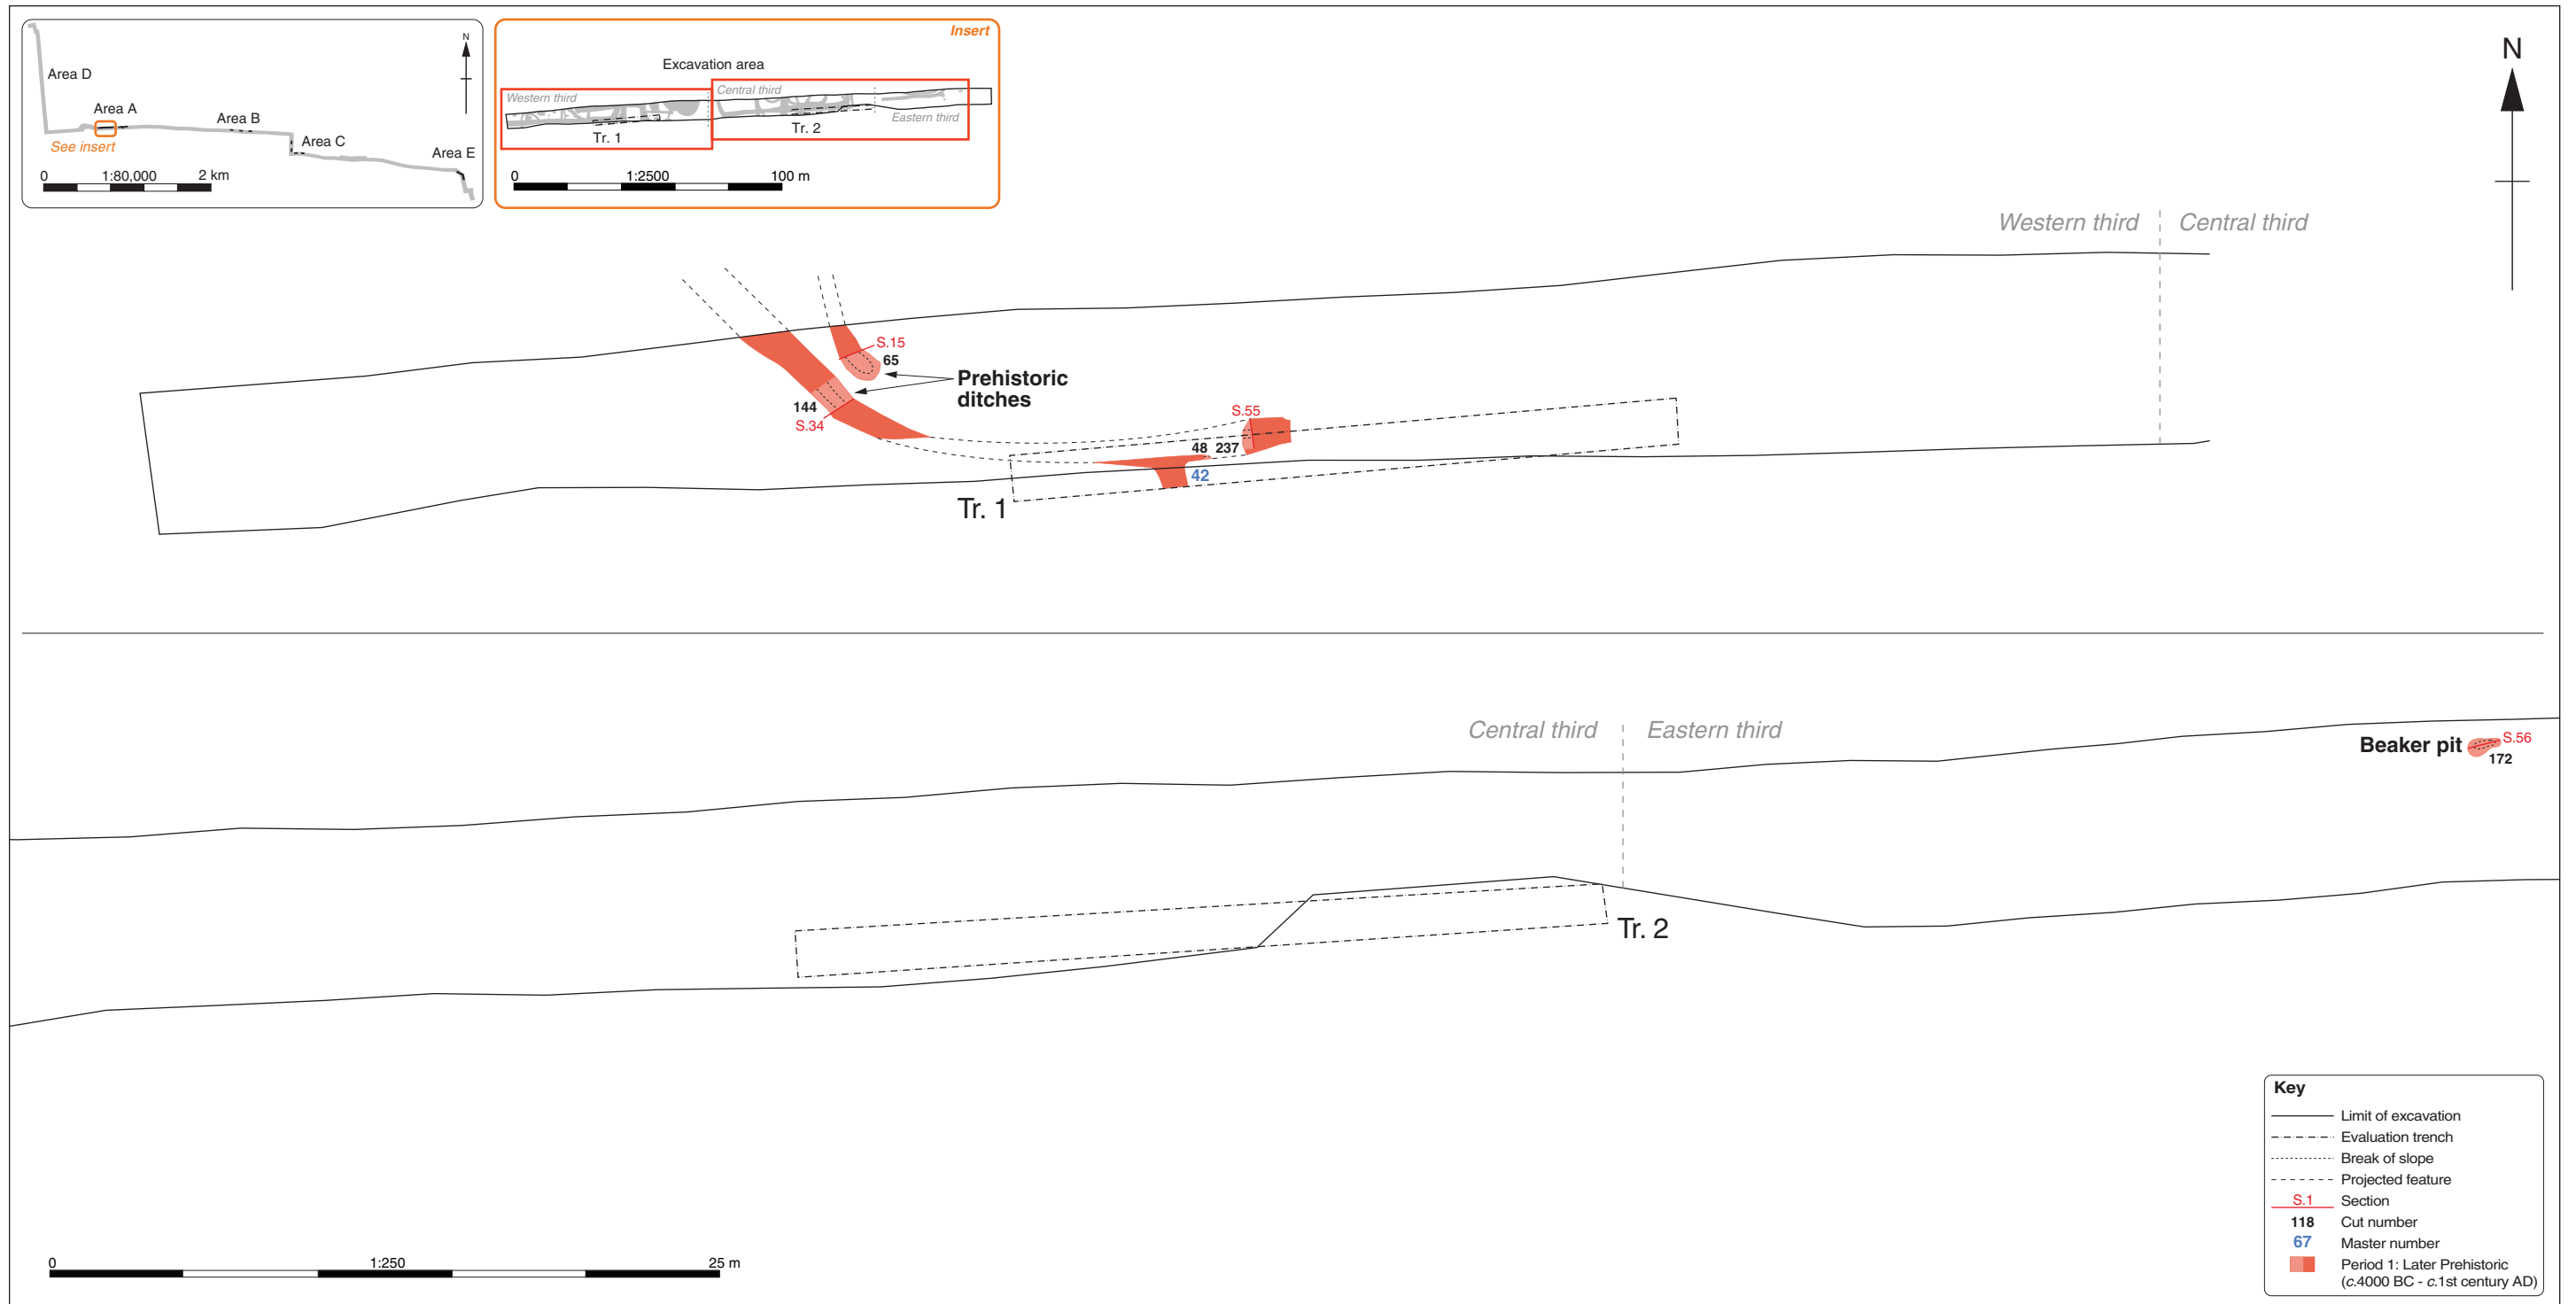 N
Area D
Area A
Area B
Area C
Area E
See insert
0 1:80,000 2 km
Insert
Excavation area
Western third
Central third
Eastern third
Tr. 1
Tr. 2
0 1:2500 100 m
N
Western third
Central third
S.15
65
Prehistoric
ditches
144
S.34
S.55
48 237
42
Tr. 1
Central third
Eastern third
Beaker pit
S.56
172
Tr. 2
Key
Limit of excavation
Evaluation trench
Break of slope
Projected feature
S.1 Section
118 Cut number
67 Master number
Period 1: Later Prehistoric
(c.4000 BC - c.1st century AD)
0 1:250 25 m